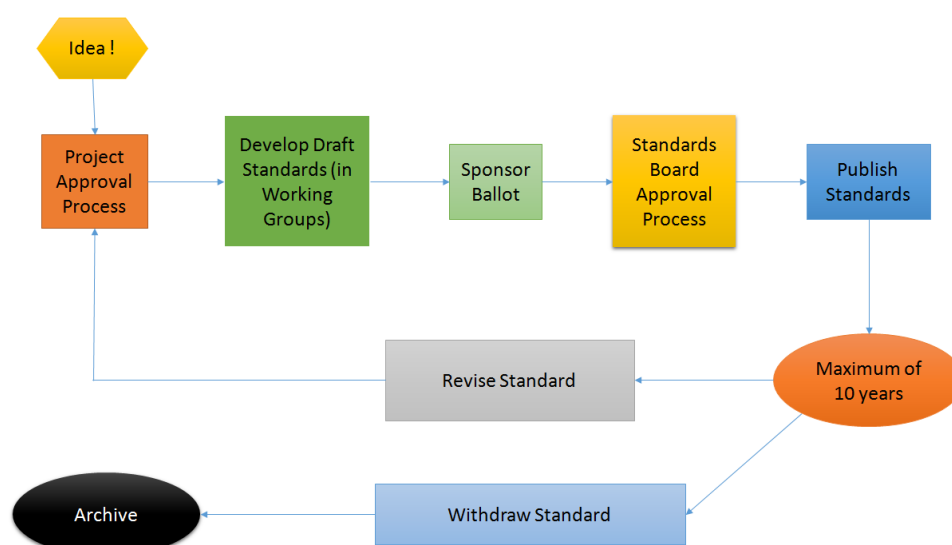 Idea !
Project
Approval
Process
Develop Draft
Standards (in
Working
Groups)
Sponsor
Ballot
Standards
Board
Approval
Process
Publish
Standards
Maximum of
10 years
Revise Standard
Withdraw Standard
Archive